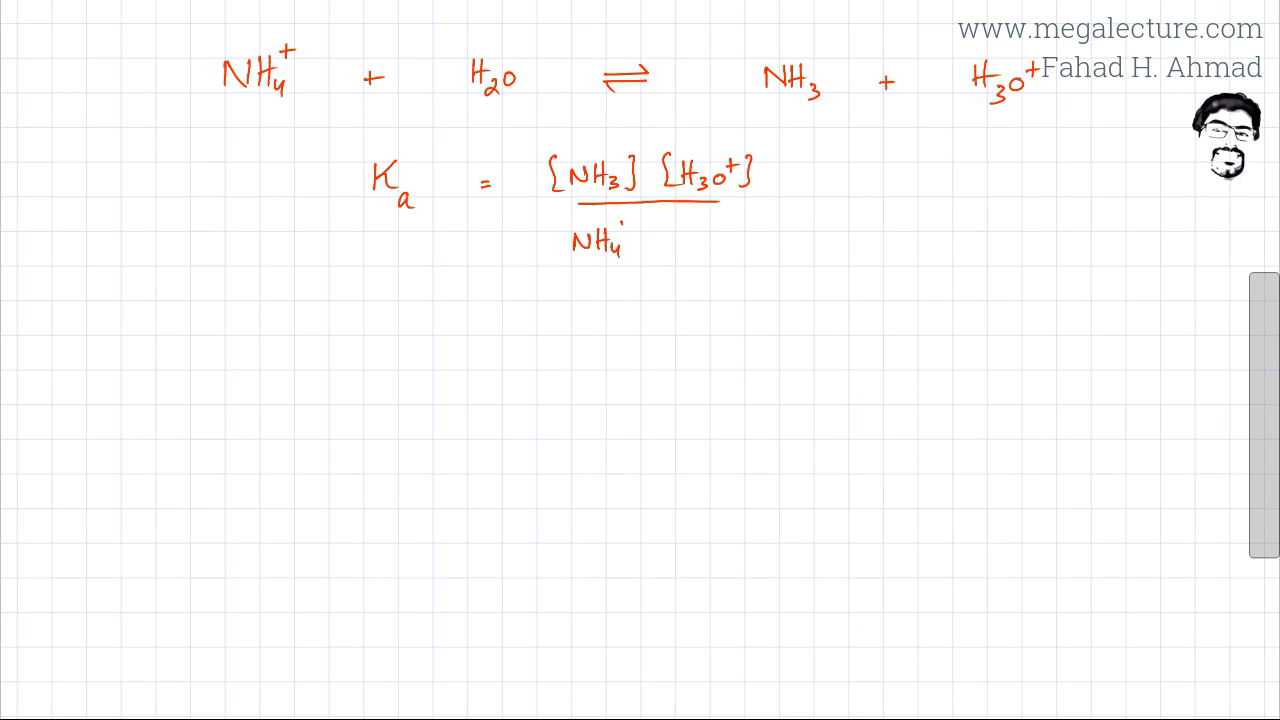 www.megalecture.com
Fahad H. Ahmad
NH₄⁺ + H₂O ⇌ NH₃ + H₃O⁺
Kₐ = [NH₃] [H₃O⁺]
NH₄